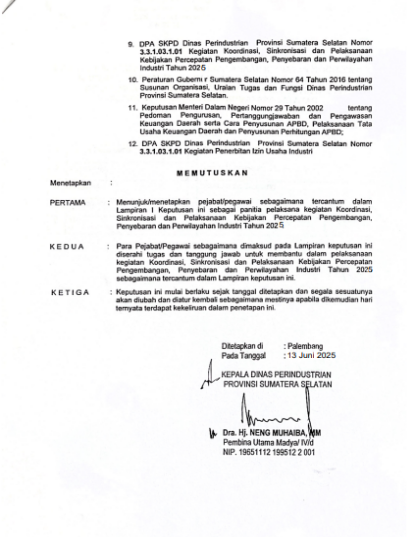 9. DPA SKPD Dinas Perindustrian Provinsi Sumatera Selatan Nomor
3.3.1.03.1.01 Kegiatan Koordinasi, Sinkronisasi dan Pelaksanaan
Kebijakan Percepatan Pengembangan, Penyebaran dan Perwilayahan
Industri Tahun 2025
10. Peraturan Gubernur Sumatera Selatan Nomor 64 Tahun 2016 tentang
Susunan Organisasi, Uraian Tugas dan Fungsi Dinas Perindustrian
Provinsi Sumatera Selatan.
11. Keputusan Menteri Dalam Negeri Nomor 29 Tahun 2002 tentang
Pedoman Pengurusan, Pertanggungjawaban dan Pengawasan
Keuangan Daerah serta Cara Penyusunan APBD, Pelaksanaan Tata
Usaha Keuangan Daerah dan Penyusunan Perhitungan APBD;
12. DPA SKPD Dinas Perindustrian Provinsi Sumatera Selatan Nomor
3.3.1.03.1.01 Kegiatan Penerbitan Izin Usaha Industri
MEMUTUSKAN
Menetapkan :
PERTAMA : Menunjuk/menetapkan pejabat/pegawai sebagaimana tercantum dalam
Lampiran I Keputusan ini sebagai panitia pelaksana kegiatan Koordinasi,
Sinkronisasi dan Pelaksanaan Kebijakan Percepatan Pengembangan,
Penyebaran dan Perwilayahan Industri Tahun 2025
KEDUA : Para Pejabat/Pegawai sebagaimana dimaksud pada Lampiran keputusan ini
diserahi tugas dan tanggung jawab untuk membantu dalam pelaksanaan
kegiatan Koordinasi, Sinkronisasi dan Pelaksanaan Kebijakan Percepatan
Pengembangan, Penyebaran dan Perwilayahan Industri Tahun 2025
sebagaimana tercantum dalam Lampiran keputusan ini.
KETIGA : Keputusan ini mulai berlaku sejak tanggal ditetapkan dan segala sesuatunya
akan diubah dan diatur kembali sebagaimana mestinya apabila dikemudian hari
ternyata terdapat kekeliruan dalam penetapan ini.
Ditetapkan di : Palembang
Pada Tanggal : 13 Juni 2025
KEPALA DINAS PERINDUSTRIAN
PROVINSI SUMATERA SELATAN
Dra. Hj. NENG MUHAIBA, MM
Pembina Utama Madya/ IV/d
NIP. 19651112 199512 2 001